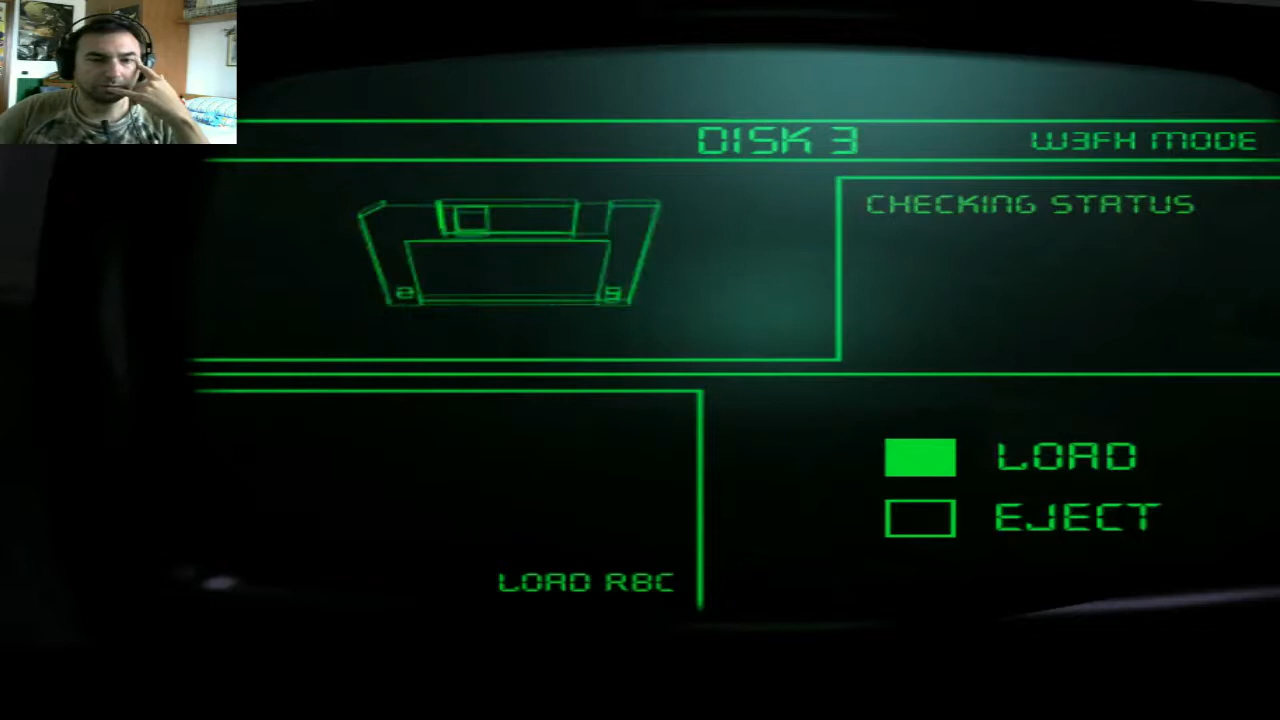 DISK 3
W3FH MODE
CHECKING STATUS
LOAD
EJECT
LOAD RBC